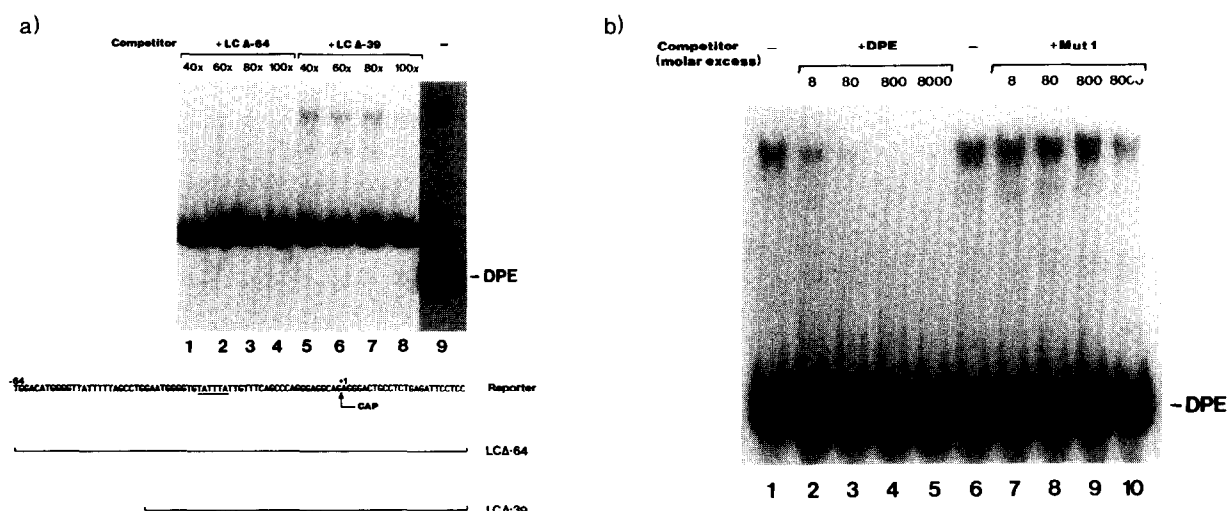 a)
Competitor + LC Δ-64 + LC Δ-39 –
40x 60x 80x 100x 40x 60x 80x 100x
– DPE
1 2 3 4 5 6 7 8 9
-64 +1
TGGACATGGGGTTATTTTTAGCCTGGAATGGGGTGTATTTATTGTTTCAGCCCAGGGAGGCAGAGGGACTGCCTCTGAGATTCCTCC Reporter
CAP
LCΔ-64
LCΔ-39
b)
Competitor – +DPE – +Mut 1
(molar excess) 8 80 800 8000 8 80 800
– DPE
1 2 3 4 5 6 7 8 9 10